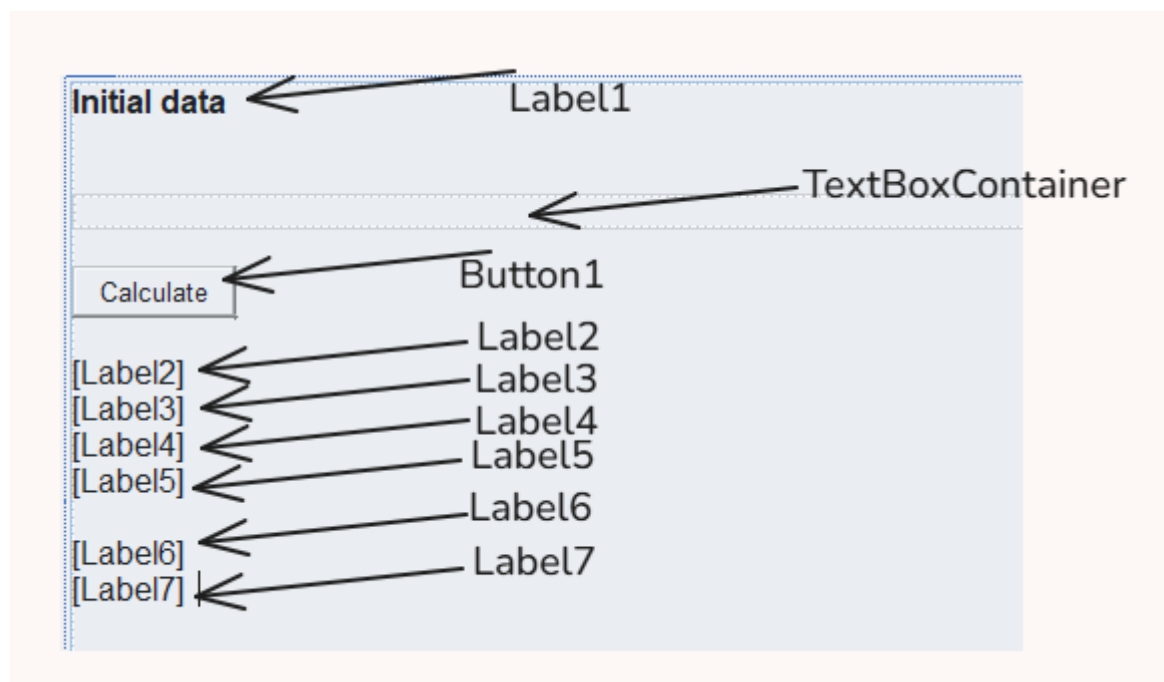 Initial data
Label1
TextBoxContainer
Calculate
Button1
[Label2]
Label2
[Label3]
Label3
[Label4]
Label4
[Label5]
Label5
[Label6]
Label6
[Label7]
Label7